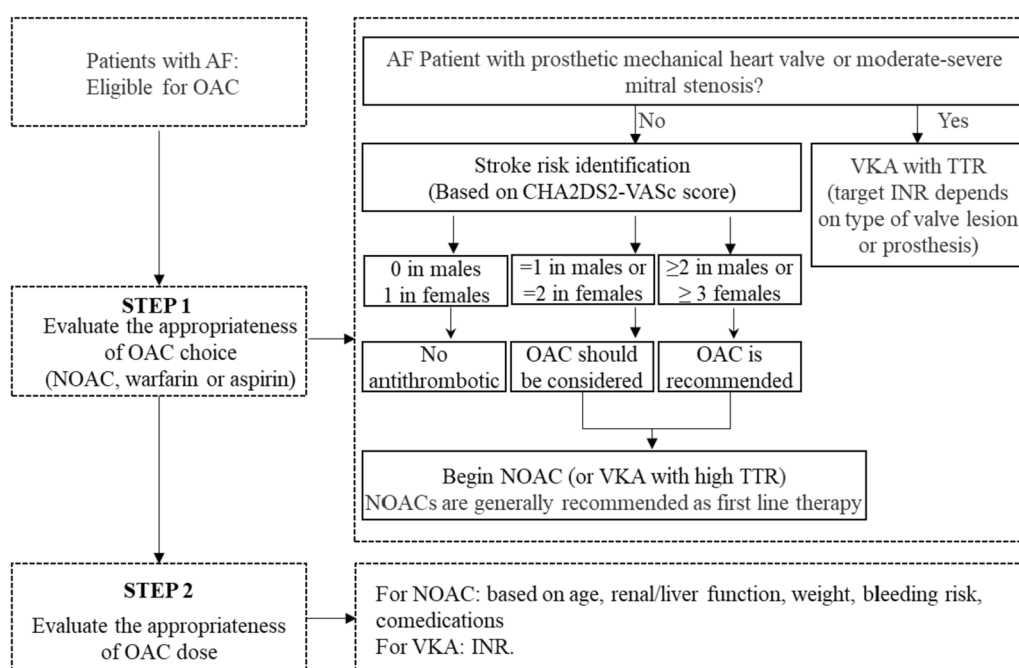 Patients with AF:
Eligible for OAC
AF Patient with prosthetic mechanical heart valve or moderate-severe
mitral stenosis?
No
Yes
Stroke risk identification
(Based on CHA2DS2-VASc score)
VKA with TTR
(target INR depends
on type of valve lesion
or prosthesis)
0 in males
1 in females
=1 in males or
=2 in females
≥2 in males or
≥ 3 females
No
antithrombotic
OAC should
be considered
OAC is
recommended
Begin NOAC (or VKA with high TTR)
NOACs are generally recommended as first line therapy
STEP 1
Evaluate the appropriateness
of OAC choice
(NOAC, warfarin or aspirin)
STEP 2
Evaluate the appropriateness
of OAC dose
For NOAC: based on age, renal/liver function, weight, bleeding risk,
comedications
For VKA: INR.